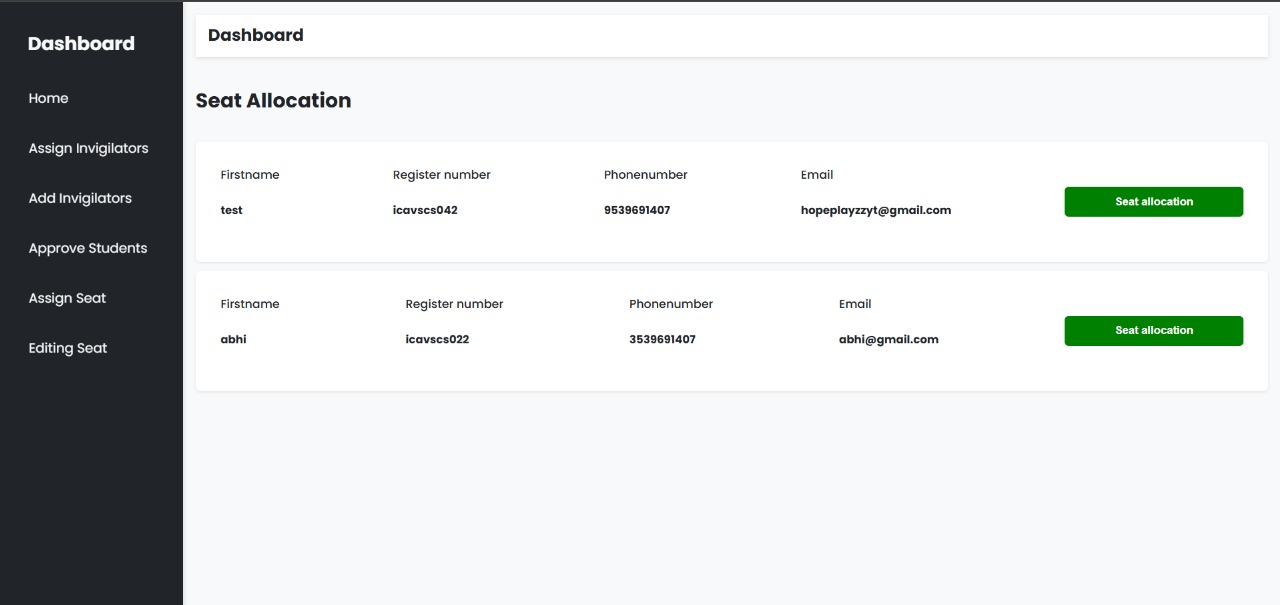 Dashboard
Home
Assign Invigilators
Add Invigilators
Approve Students
Assign Seat
Editing Seat
Dashboard
Seat Allocation
Firstname Register number Phonenumber Email
test icavscs042 9539691407 hopeplayzzyt@gmail.com
Seat allocation
Firstname Register number Phonenumber Email
abhi icavscs022 3539691407 abhi@gmail.com
Seat allocation